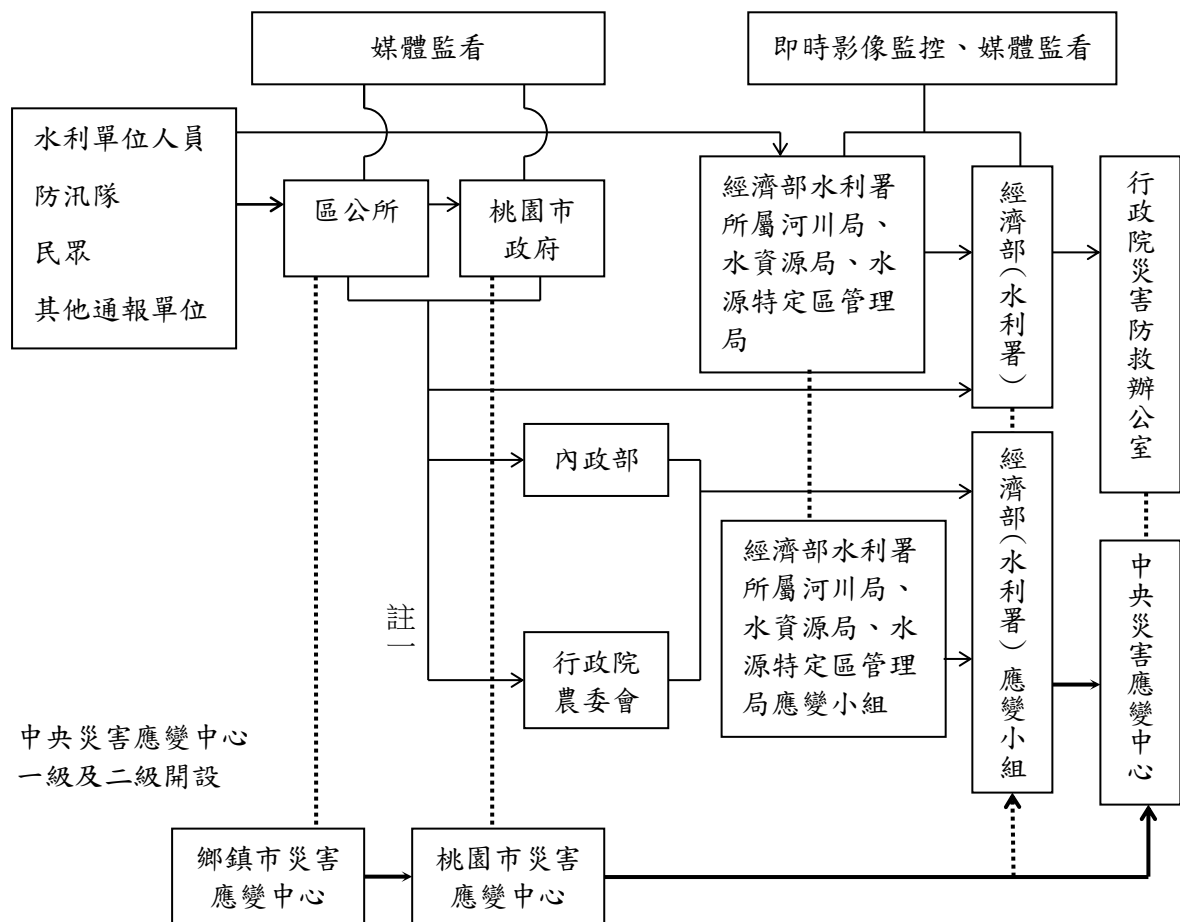 媒體監看
即時影像監控、媒體監看
水利單位人員
防汛隊
民眾
其他通報單位
區公所
桃園市
政府
經濟部水利署
所屬河川局、
水資源局、水
源特定區管理
局
經濟部(水利署)
行政院災害防救辦公室
內政部
經濟部水利署
所屬河川局、
水資源局、水
源特定區管理
局應變小組
經濟部(水利署)應變小組
中央災害應變中心
註一
行政院
農委會
中央災害應變中心
一級及二級開設
鄉鎮市災害
應變中心
桃園市災害
應變中心